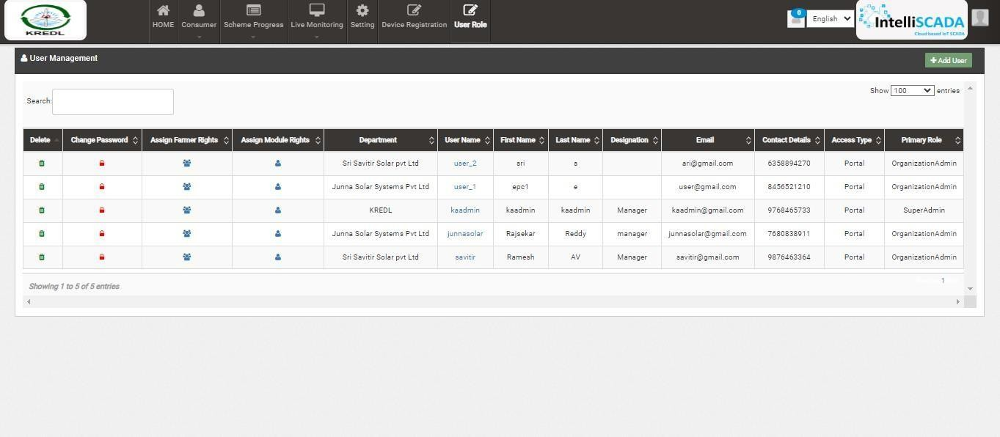 KREDL
HOME
Consumer
Scheme Progress
Live Monitoring
Setting
Device Registration
User Role
0
English
IntelliSCADA
Cloud based IoT SCADA
User Management
Add User
Search:
Show 100 entries
Delete Change Password Assign Farmer Rights Assign Module Rights Department User Name First Name Last Name Designation Email Contact Details Access Type Primary Role
Sri Savitir Solar pvt Ltd user_2 sri s ari@gmail.com 6358894270 Portal OrganizationAdmin
Junna Solar Systems Pvt Ltd user_1 epc1 e user@gmail.com 8456521210 Portal OrganizationAdmin
KREDL kaadmin kaadmin kaadmin Manager kaadmin@gmail.com 9768465733 Portal SuperAdmin
Junna Solar Systems Pvt Ltd junnasolar Rajsekar Reddy manager junnasolar@gmail.com 7680838911 Portal OrganizationAdmin
Sri Savitir Solar pvt Ltd savitir Ramesh AV Manager savitir@gmail.com 9876463364 Portal OrganizationAdmin
Showing 1 to 5 of 5 entries
1